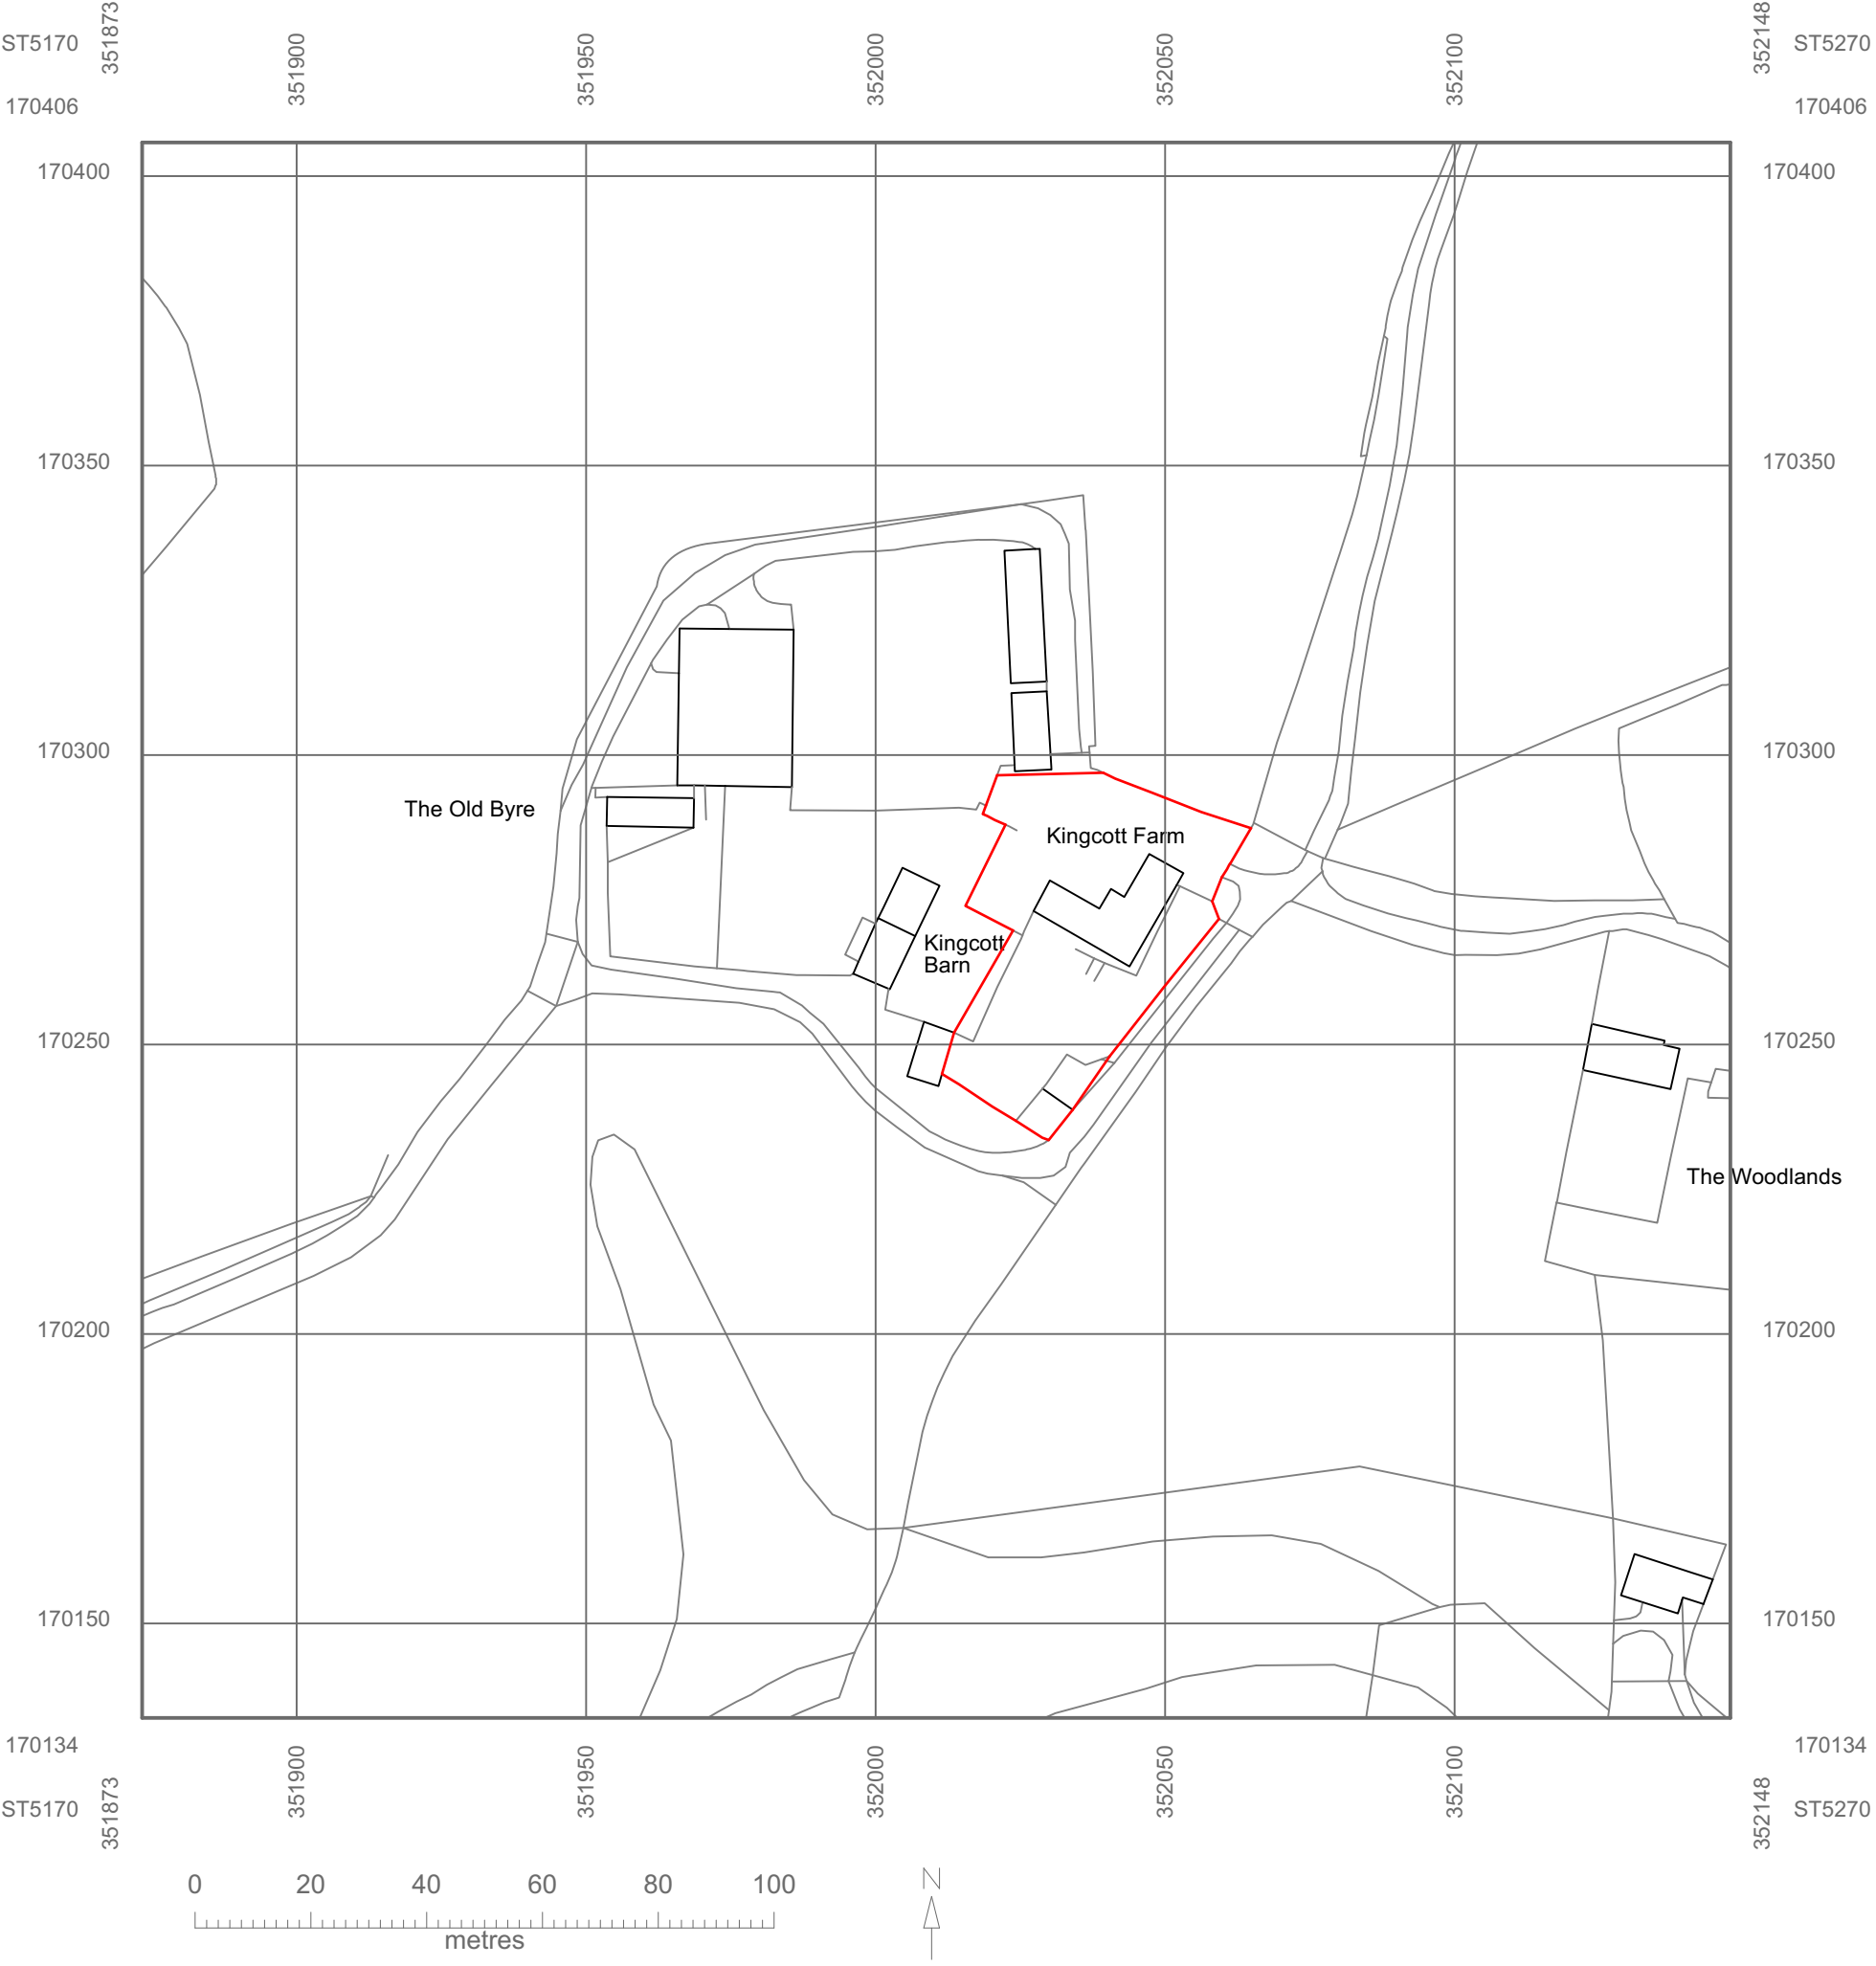 ST5170 351873 351900 351950 352000 352050 352100 352148 ST5270
170406 170406
170400 170400
170350 170350
170300 170300
The Old Byre
Kingcott Farm
Kingcott
Barn
170250 170250
The Woodlands
170200 170200
170150 170150
170134 170134
ST5170 351873 351900 351950 352000 352050 352100 352148 ST5270
0 20 40 60 80 100
metres
N